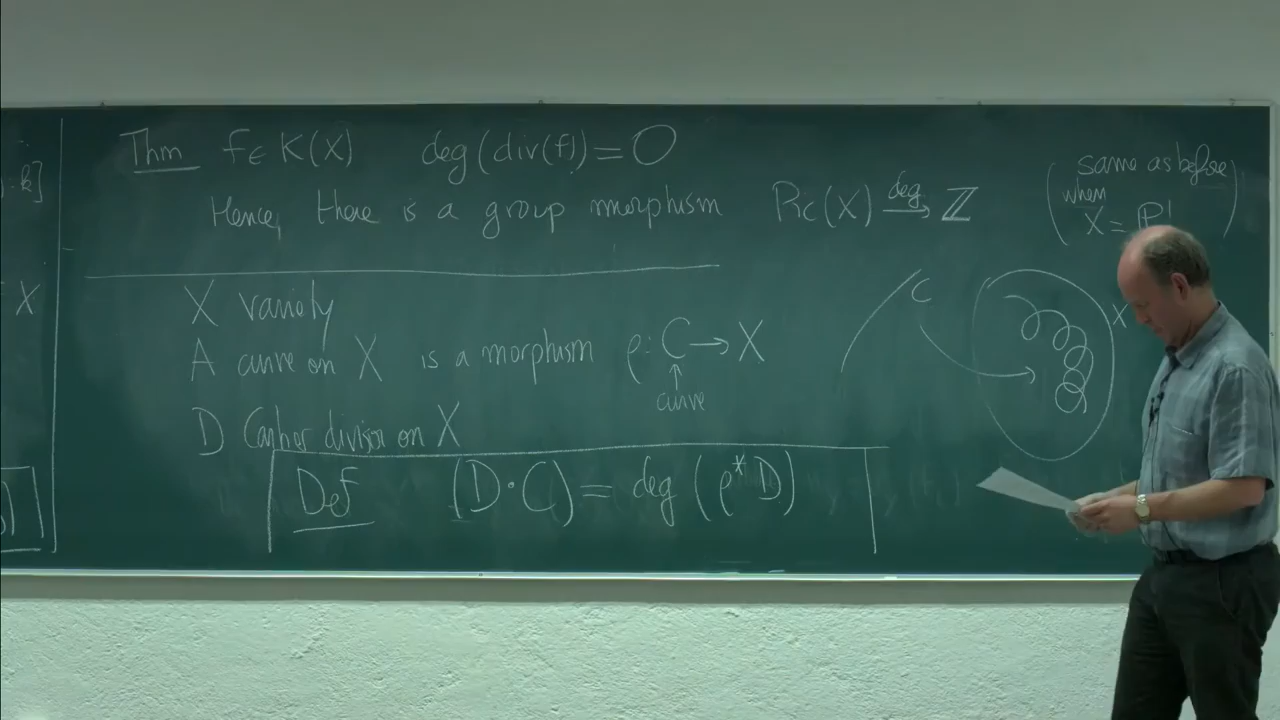 Thm f ∈ K(X) deg(div(f)) = 0
Hence, there is a group morphism Pic(X) deg→ ℤ
(same as before
when
X = ℙ¹)
X variety
A curve on X is a morphism ρ: C → X
↑
curve
D Cartier divisor on X
Def (D·C) = deg(ρ*D)
C
X
k]
X